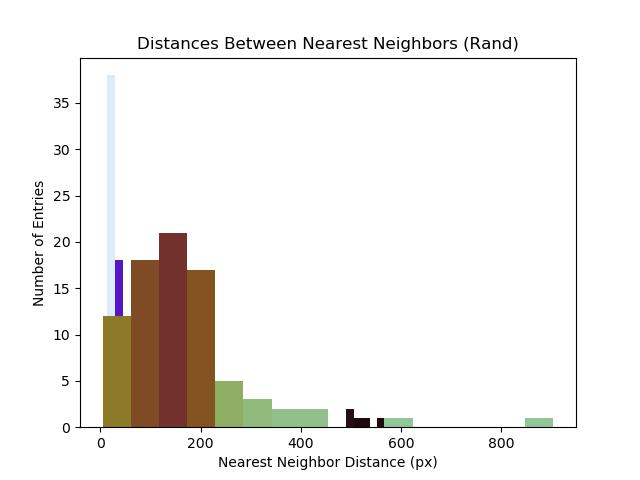 Distances Between Nearest Neighbors (Rand)
35
30
25
20
15
10
5
0
Number of Entries
0 200 400 600 800
Nearest Neighbor Distance (px)